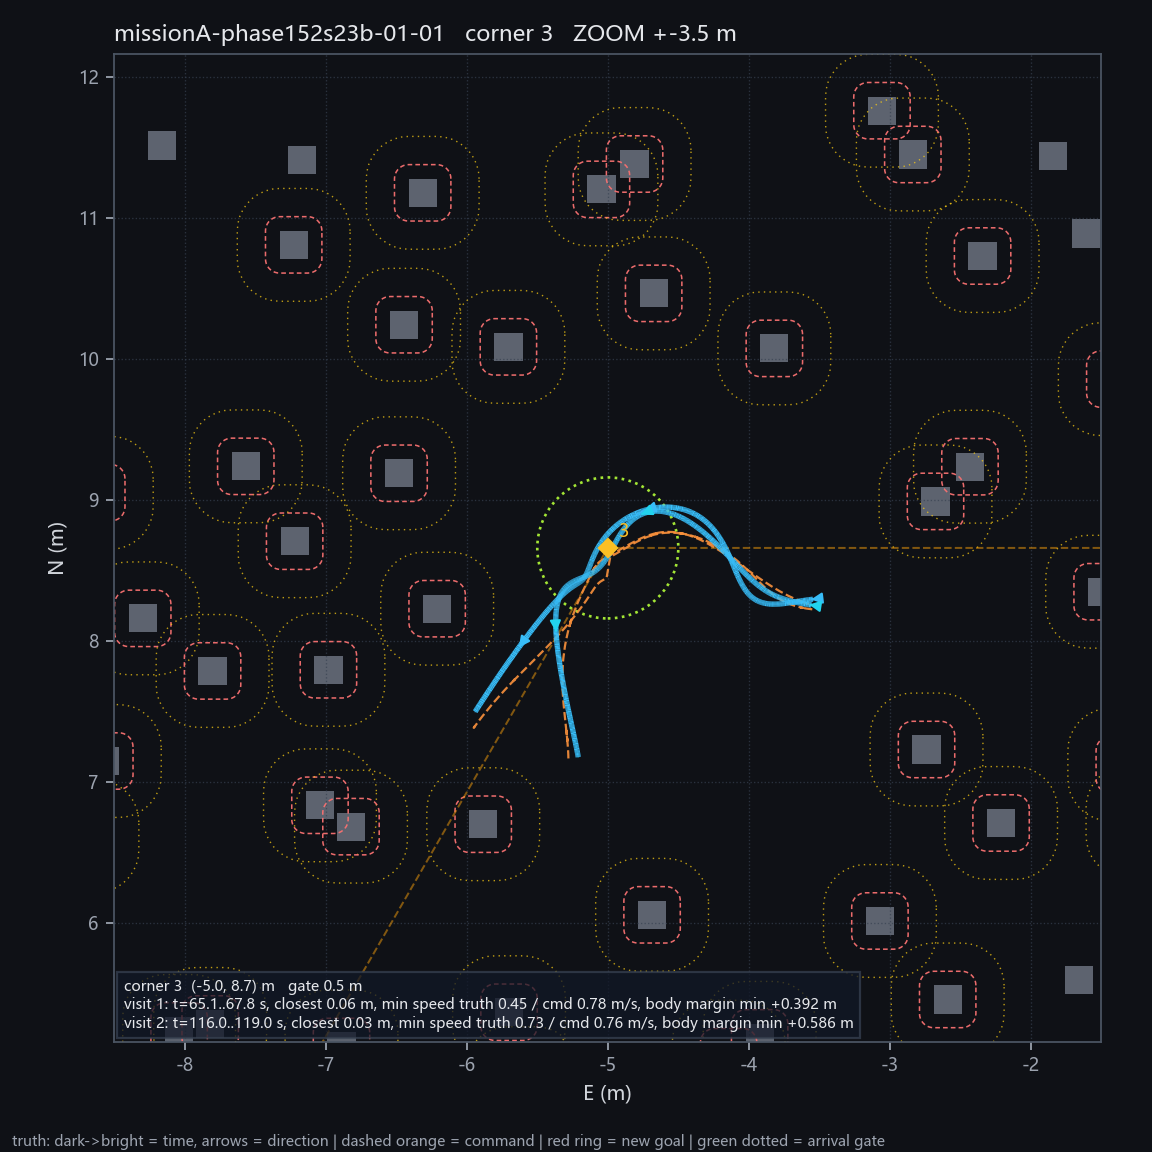 missionA-phase152s23b-01-01 corner 3 ZOOM +-3.5 m
12
11
10
9
8
7
6
N (m)
3
corner 3 (-5.0, 8.7) m gate 0.5 m
visit 1: t=65.1..67.8 s, closest 0.06 m, min speed truth 0.45 / cmd 0.78 m/s, body margin min +0.392 m
visit 2: t=116.0..119.0 s, closest 0.03 m, min speed truth 0.73 / cmd 0.76 m/s, body margin min +0.586 m
-8 -7 -6 -5 -4 -3 -2
E (m)
truth: dark->bright = time, arrows = direction | dashed orange = command | red ring = new goal | green dotted = arrival gate